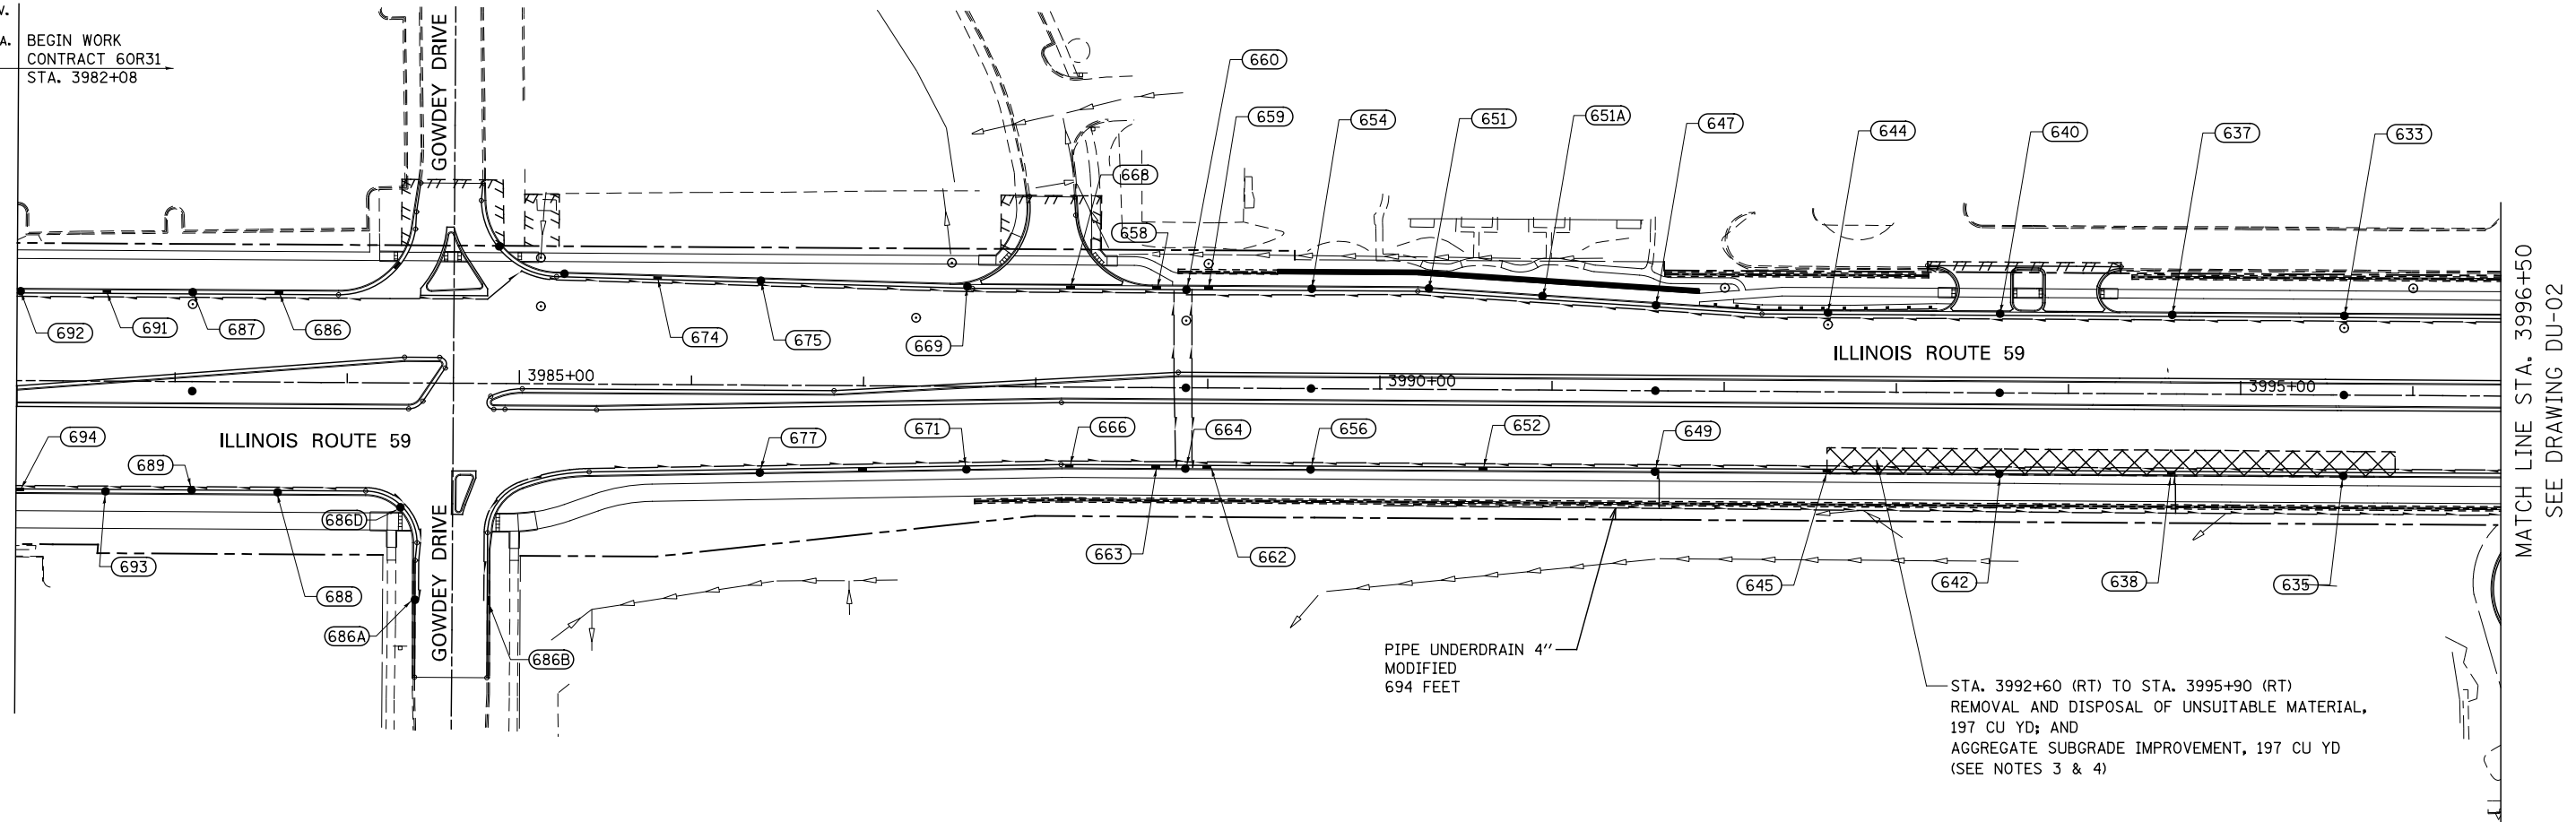 V.
A.
BEGIN WORK
CONTRACT 60R31
STA. 3982+08
GOWDEY DRIVE
660
659
654
651
651A
647
644
640
637
633
668
658
692
691
687
686
674
675
669
ILLINOIS ROUTE 59
3985+00
3990+00
3995+00
694
689
ILLINOIS ROUTE 59
677
671
666
664
656
652
649
686D
693
688
686A
GOWDEY DRIVE
686B
663
662
645
642
638
635
PIPE UNDERDRAIN 4"
MODIFIED
694 FEET
STA. 3992+60 (RT) TO STA. 3995+90 (RT)
REMOVAL AND DISPOSAL OF UNSUITABLE MATERIAL,
197 CU YD; AND
AGGREGATE SUBGRADE IMPROVEMENT, 197 CU YD
(SEE NOTES 3 & 4)
MATCH LINE STA. 3996+50
SEE DRAWING DU-02